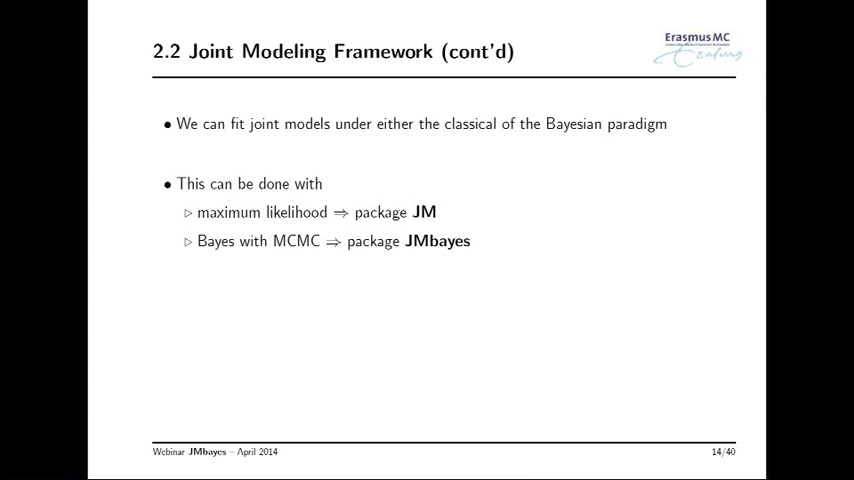 2.2 Joint Modeling Framework (cont'd)
Erasmus MC
• We can fit joint models under either the classical of the Bayesian paradigm
• This can be done with
▷ maximum likelihood ⇒ package JM
▷ Bayes with MCMC ⇒ package JMbayes
Webinar JMbayes – April 2014
14/40